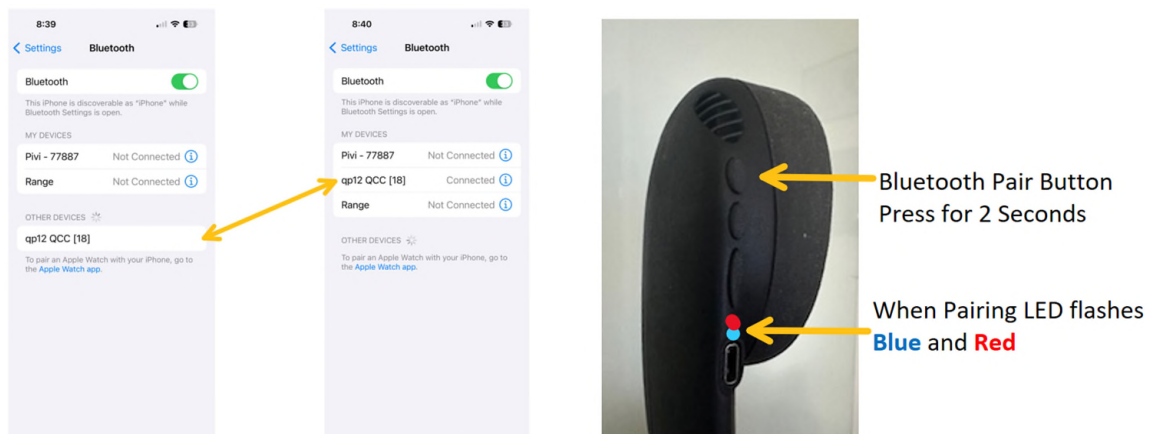 8:39
Settings Bluetooth
Bluetooth
This iPhone is discoverable as "iPhone" while
Bluetooth Settings is open.
MY DEVICES
Pivi - 77887 Not Connected
Range Not Connected
OTHER DEVICES
qp12 QCC [18]
To pair an Apple Watch with your iPhone, go to
the Apple Watch app.
8:40
Settings Bluetooth
Bluetooth
This iPhone is discoverable as "iPhone" while
Bluetooth Settings is open.
MY DEVICES
Pivi - 77887 Not Connected
qp12 QCC [18] Connected
Range Not Connected
OTHER DEVICES
To pair an Apple Watch with your iPhone, go to
the Apple Watch app.
Bluetooth Pair Button
Press for 2 Seconds
When Pairing LED flashes
Blue and Red